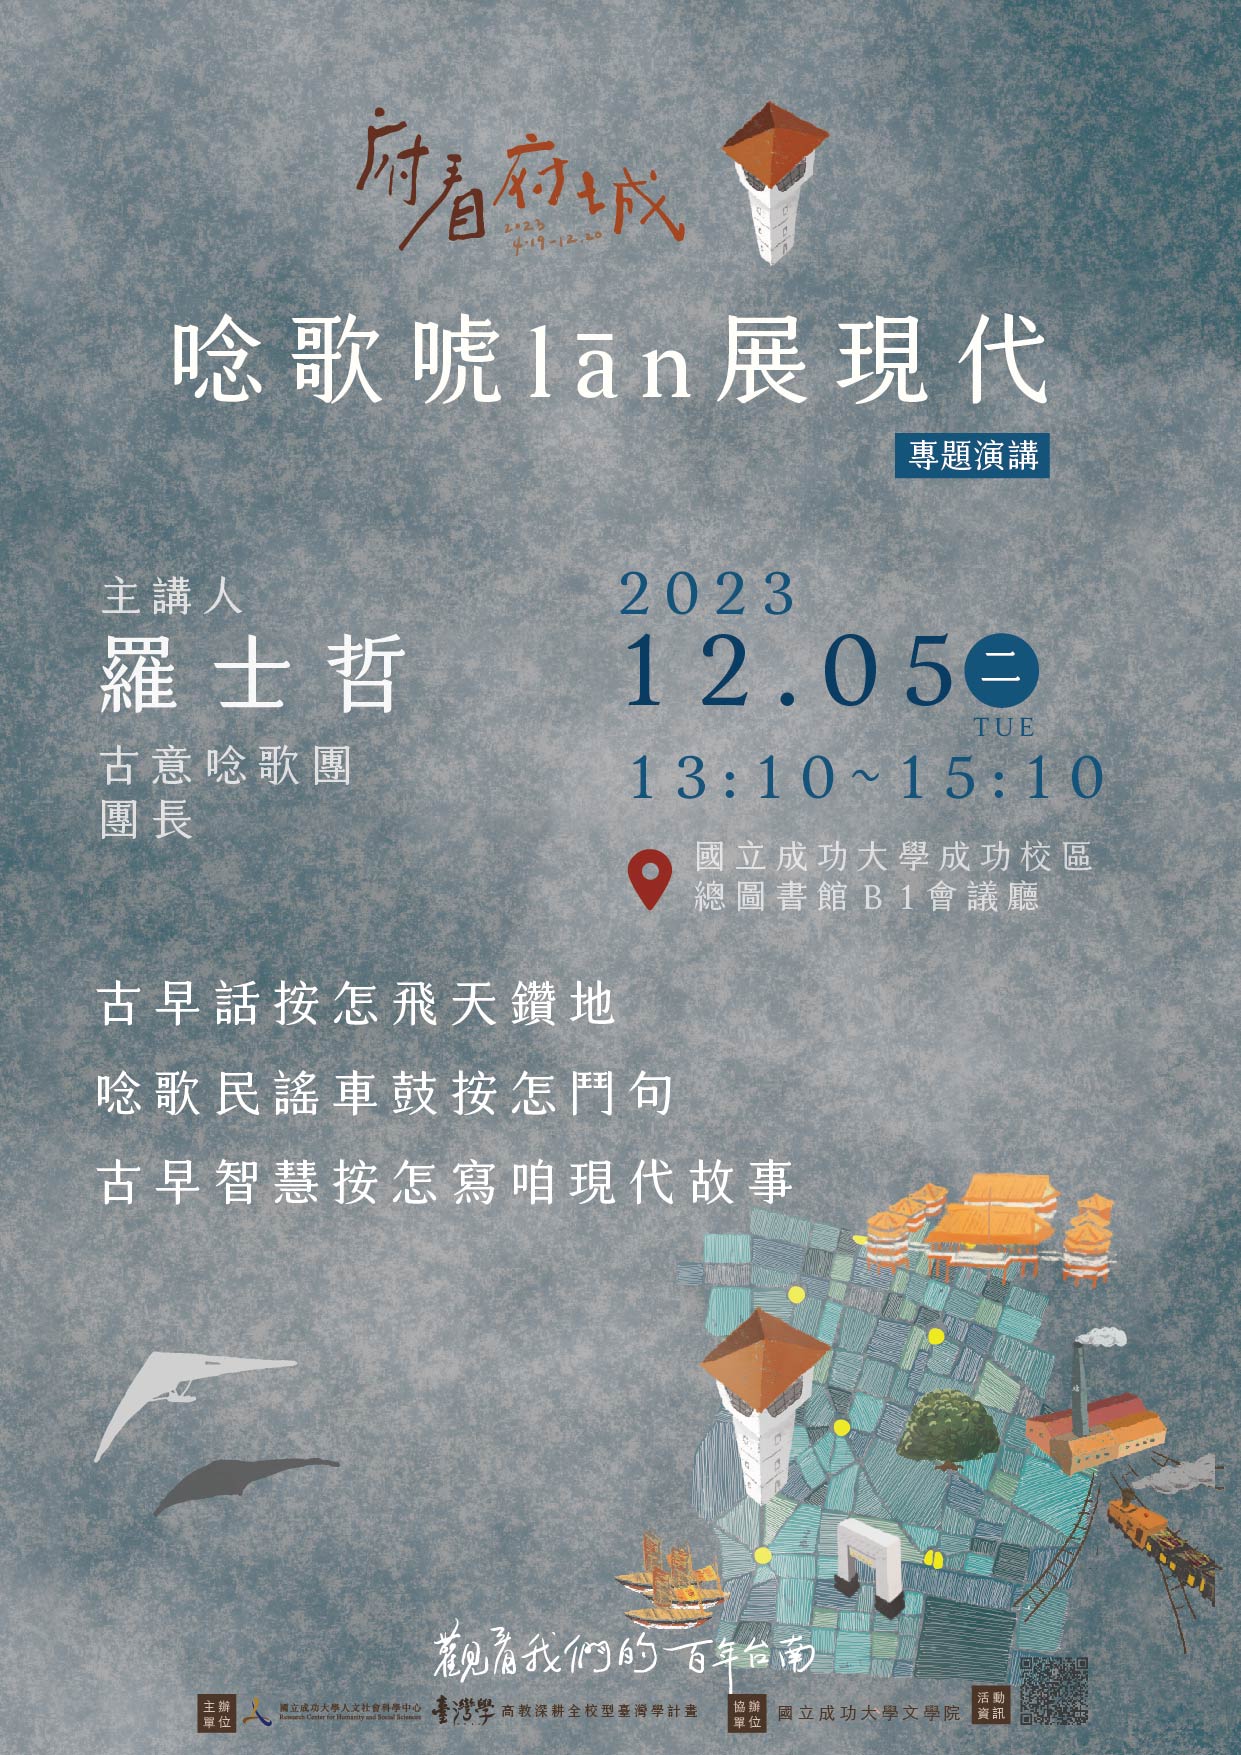 府看府城
2023
4.19-12.20
唸歌唬lān展現代
專題演講
主講人
羅士哲
古意唸歌團
團長
2023
12.05 二
TUE
13:10~15:10
國立成功大學成功校區
總圖書館B1會議廳
古早話按怎飛天鑽地
唸歌民謠車鼓按怎鬥句
古早智慧按怎寫咱現代故事
觀看我們的百年台南
主辦單位
國立成功大學人文社會科學中心
Research Center for Humanity and Social Sciences
臺灣學
高教深耕全校型臺灣學計畫
協辦單位
國立成功大學文學院
活動資訊